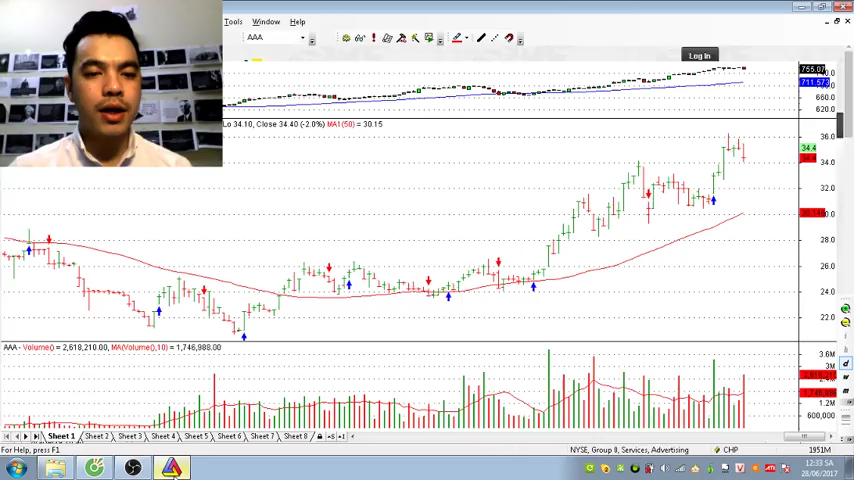 Tools Window Help
AAA
Log In
755.07
711.573
660.0
620.0
Lo 34.10, Close 34.40 (-2.0%) MA1(50) = 30.15
36.0
34.4
34.0
32.0
28.0
26.0
24.0
22.0
AAA - Volume() = 2,618,210.00, MA(Volume(),10) = 1,746,988.00
3.6M
1.2M
600,000
Sheet 1 Sheet 2 Sheet 3 Sheet 4 Sheet 5 Sheet 6 Sheet 7 Sheet 8
For Help, press F1
NYSE, Group 0, Services, Advertising
CHP
1951M
12:33 SA
28/06/2017